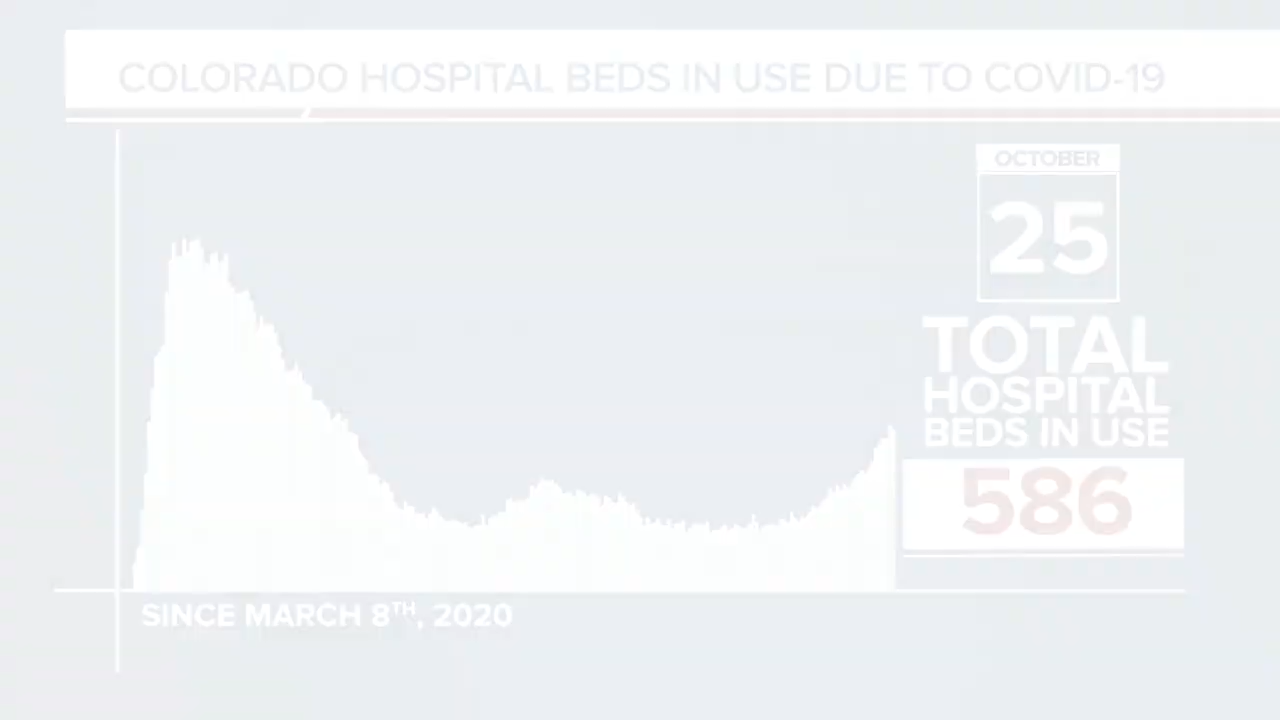 COLORADO HOSPITAL BEDS IN USE DUE TO COVID-19
OCTOBER
25
TOTAL
HOSPITAL
BEDS IN USE
586
SINCE MARCH 8TH, 2020